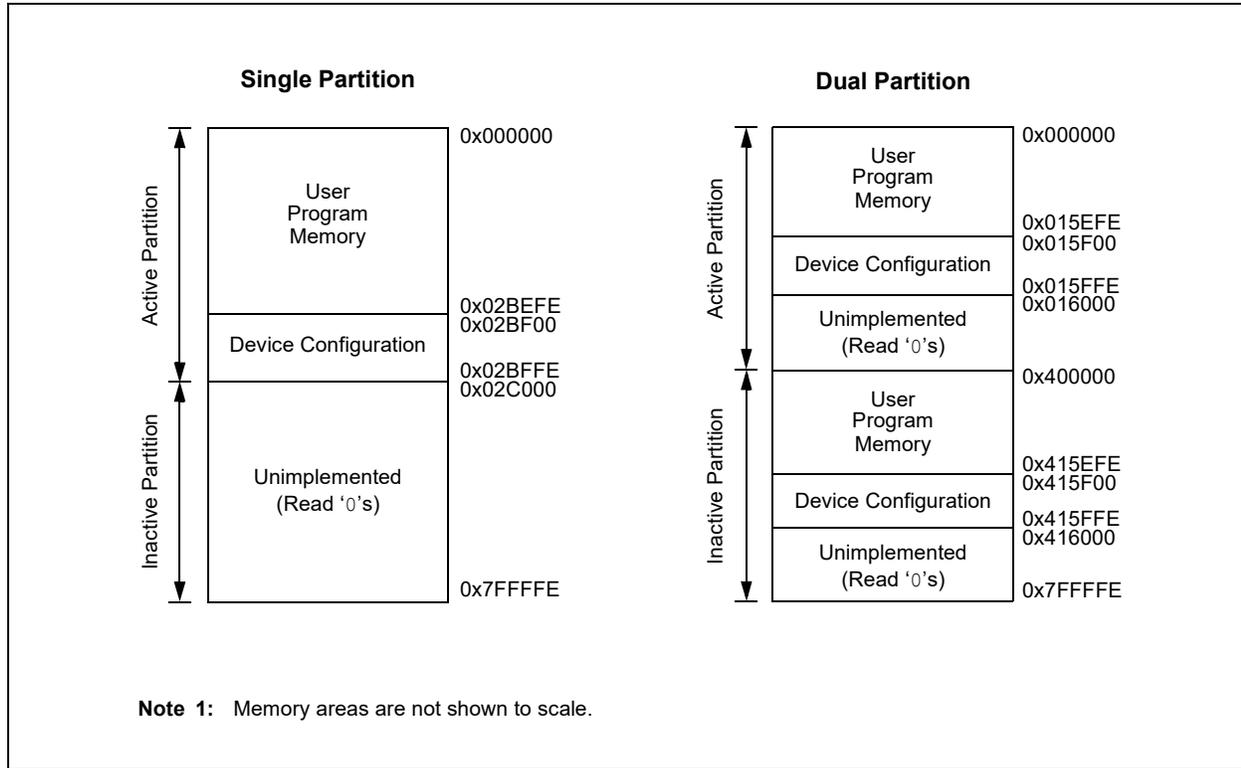 Single Partition
Active Partition
User
Program
Memory
0x000000
0x02BEFE
0x02BF00
Device Configuration
0x02BFFE
0x02C000
Inactive Partition
Unimplemented
(Read ‘0’s)
0x7FFFFE
Dual Partition
Active Partition
User
Program
Memory
0x000000
0x015EFE
0x015F00
Device Configuration
0x015FFE
0x016000
Unimplemented
(Read ‘0’s)
Inactive Partition
0x400000
User
Program
Memory
0x415EFE
0x415F00
Device Configuration
0x415FFE
0x416000
Unimplemented
(Read ‘0’s)
0x7FFFFE
Note 1: Memory areas are not shown to scale.